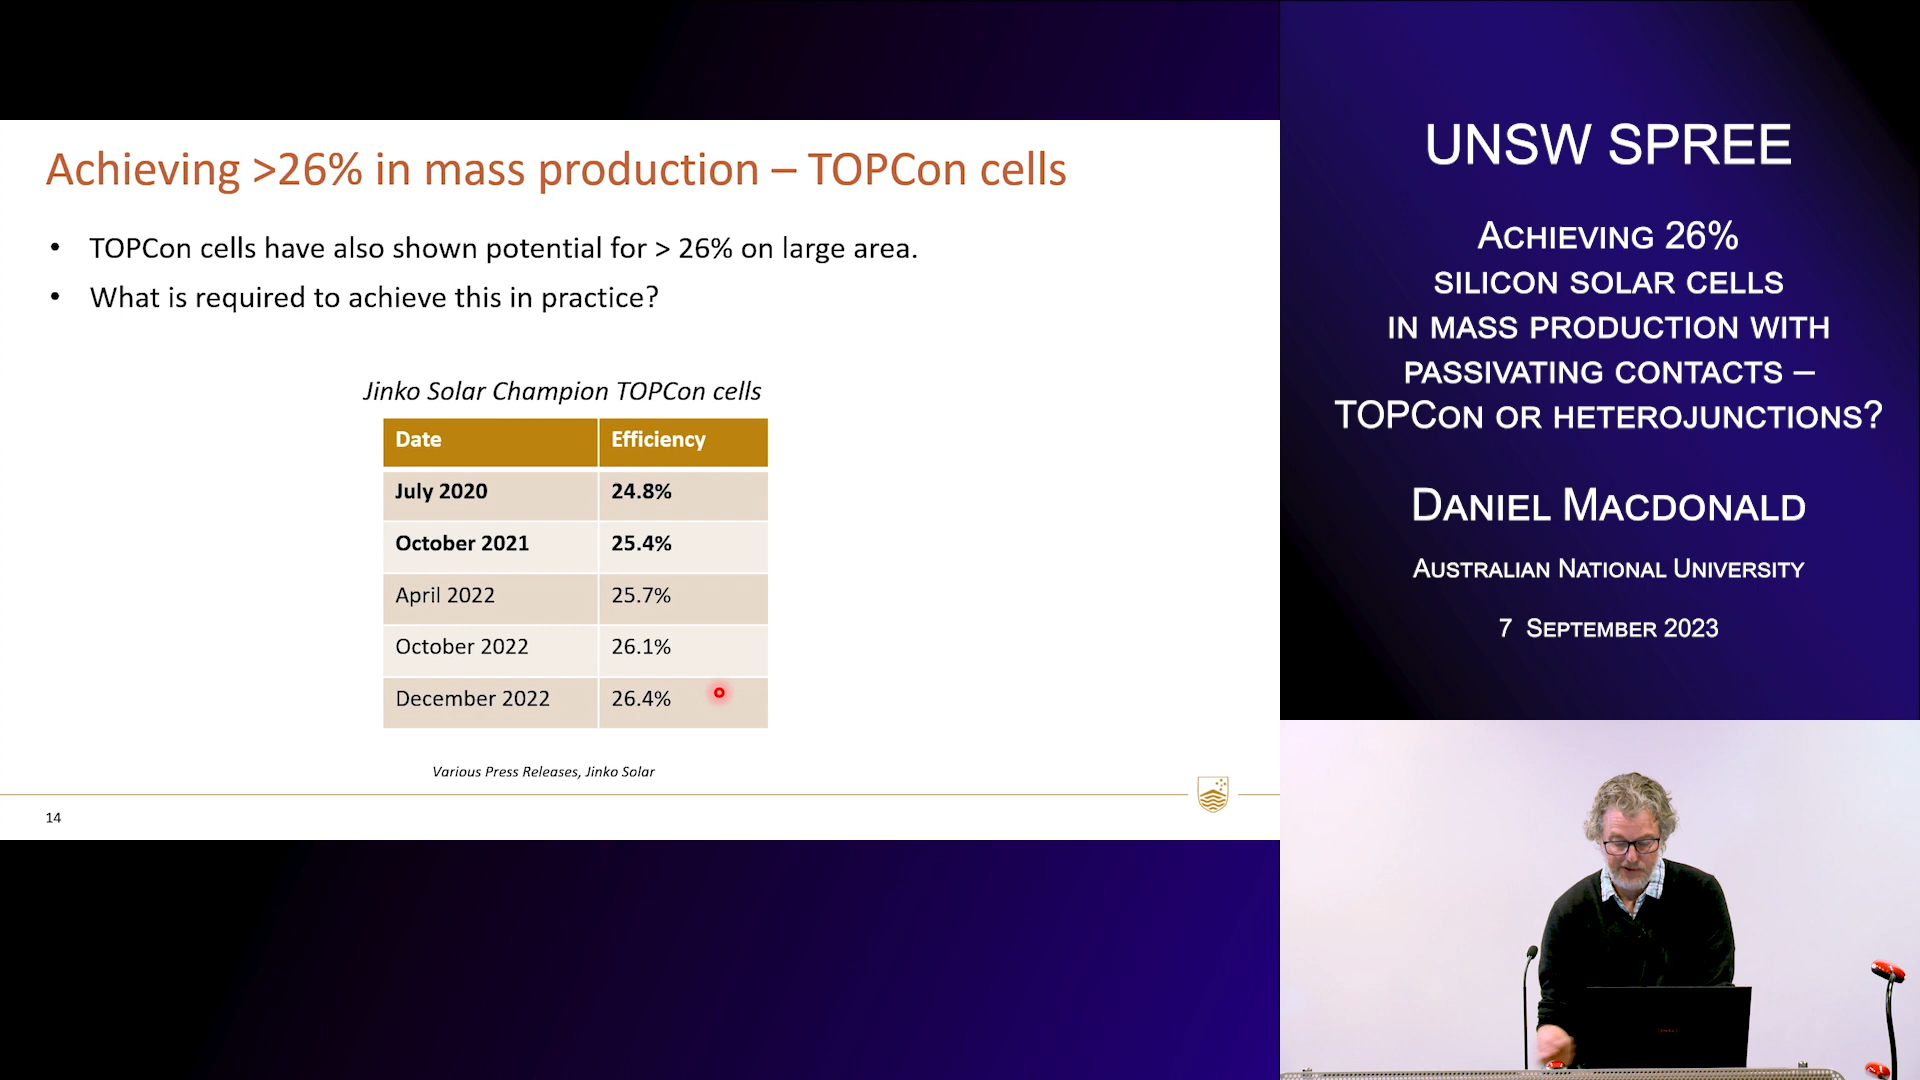 Achieving >26% in mass production – TOPCon cells
• TOPCon cells have also shown potential for > 26% on large area.
• What is required to achieve this in practice?
Jinko Solar Champion TOPCon cells
Date Efficiency
July 2020 24.8%
October 2021 25.4%
April 2022 25.7%
October 2022 26.1%
December 2022 26.4%
Various Press Releases, Jinko Solar
14
UNSW SPREE
Achieving 26%
silicon solar cells
in mass production with
passivating contacts –
TOPCon or heterojunctions?
Daniel Macdonald
Australian National University
7 September 2023